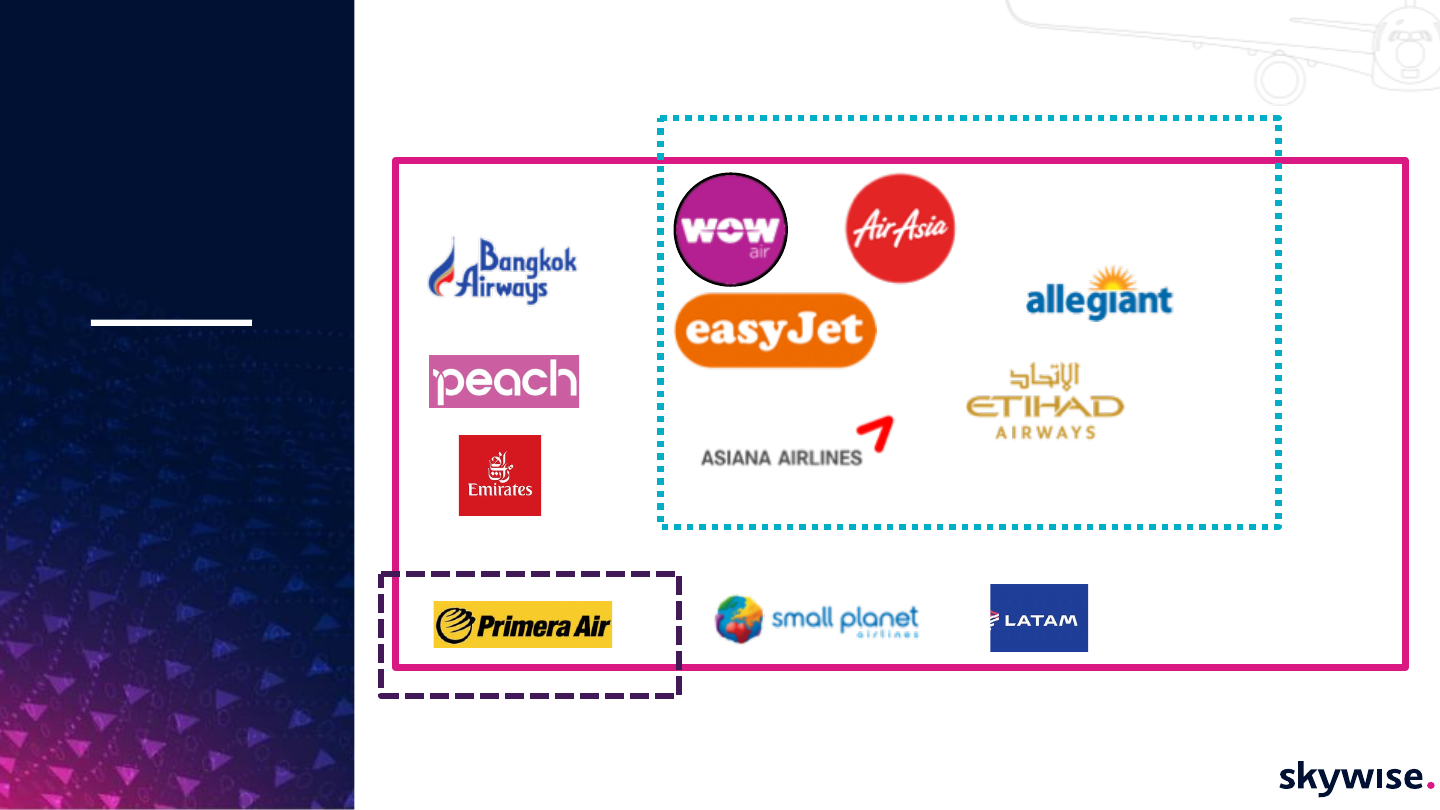 wow
air
AirAsia
Bangkok
Airways
allegiant
easyJet
peach
الإتحاد
ETIHAD
AIRWAYS
ASIANA AIRLINES
Emirates
Primera Air
small planet
airlines
LATAM
skywise.